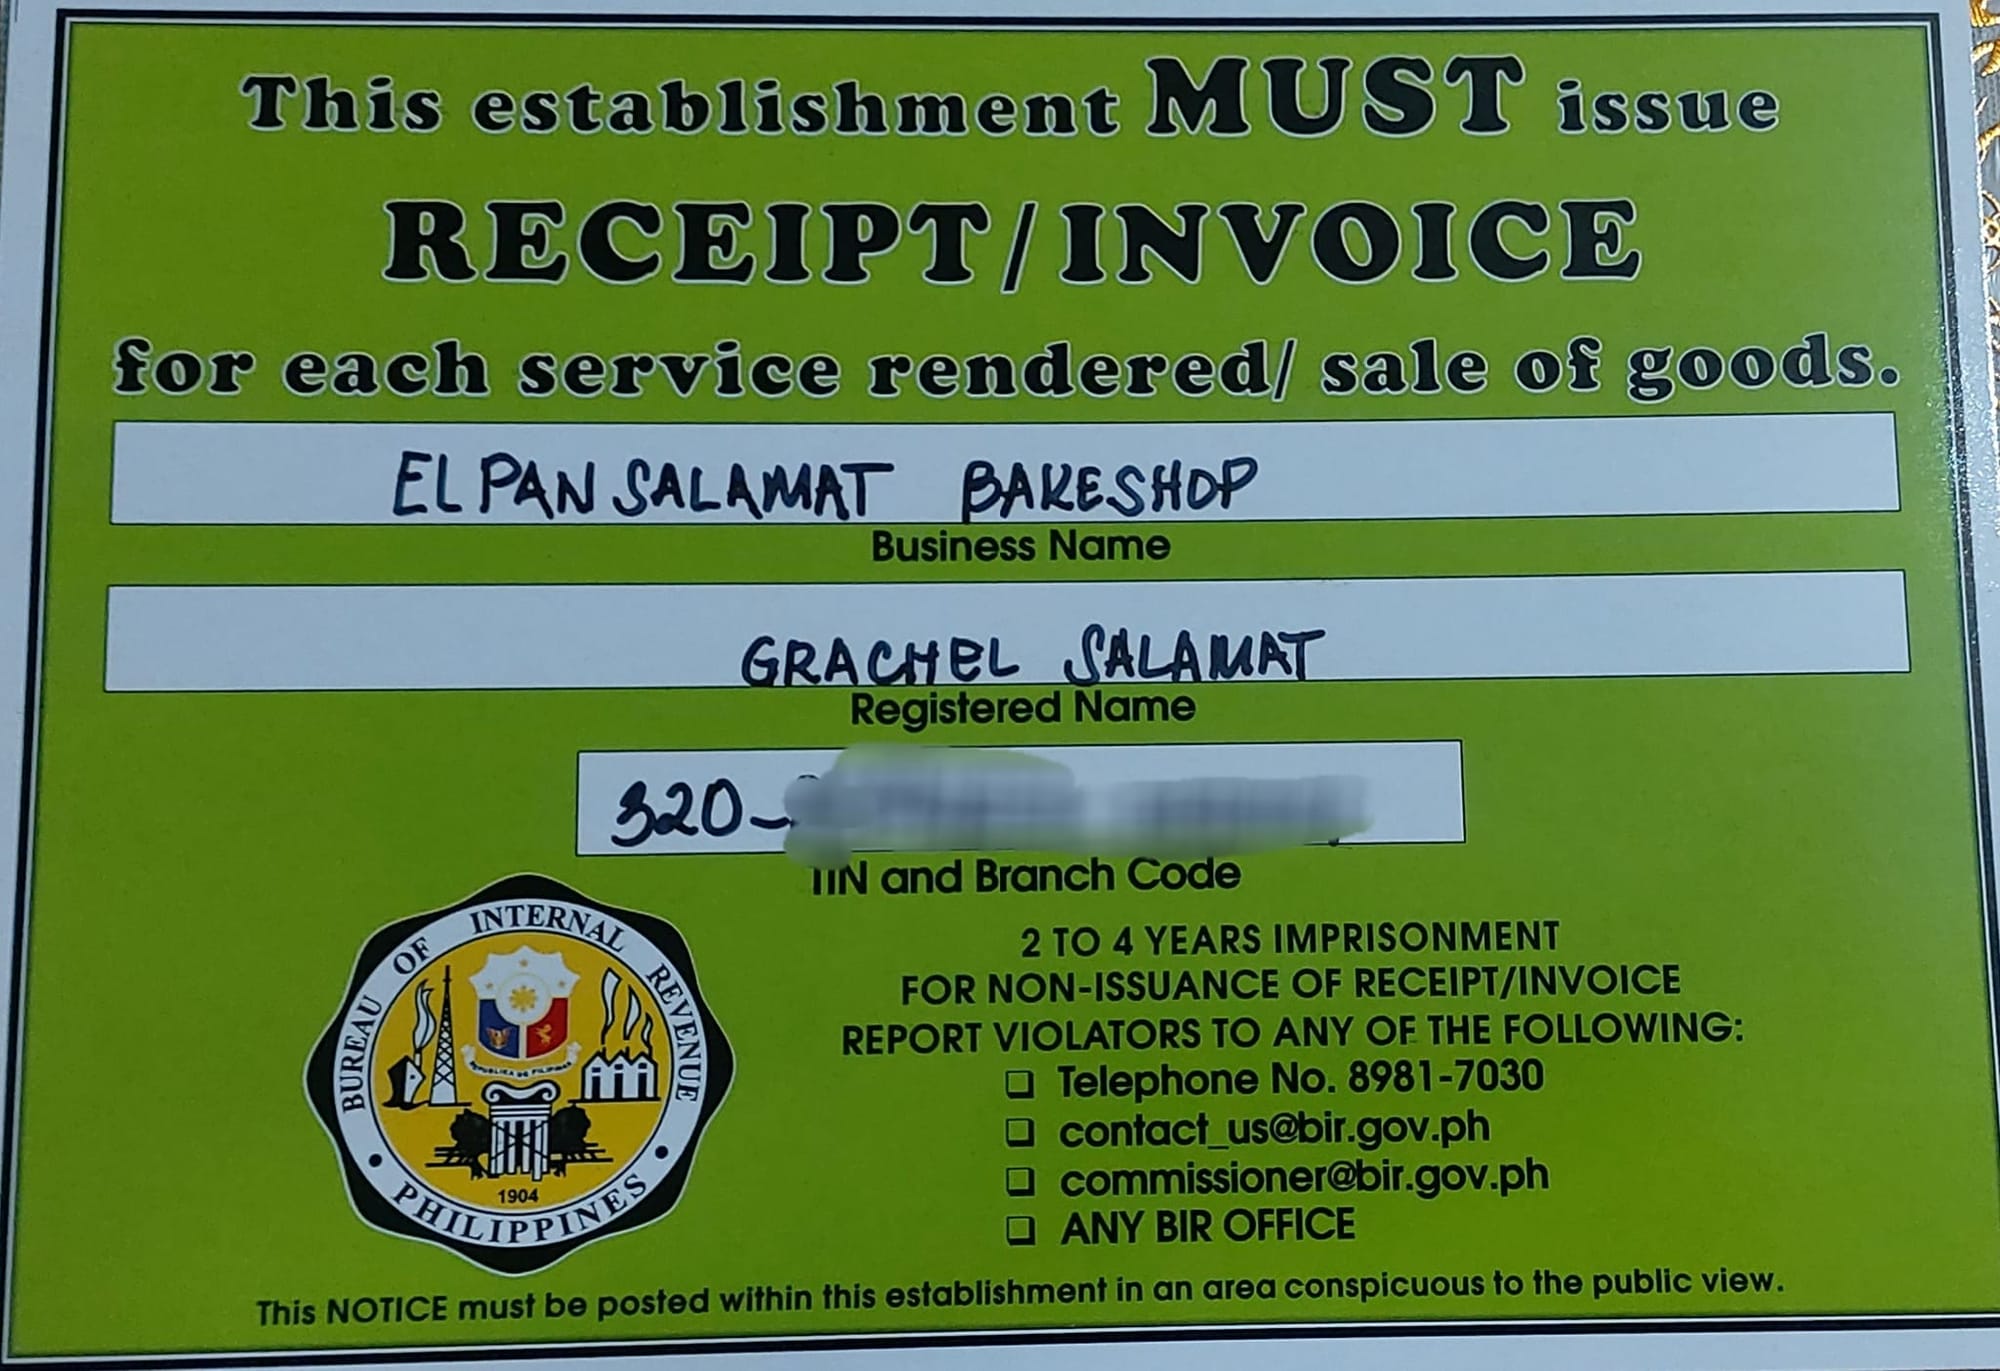 This establishment MUST issue
RECEIPT/INVOICE
for each service rendered/ sale of goods.
EL PAN SALAMAT BAKESHOP
Business Name
GRACHEL SALAMAT
Registered Name
320-
TIN and Branch Code
BUREAU OF INTERNAL REVENUE
REPUBLIKA NG PILIPINAS
1904
PHILIPPINES
2 TO 4 YEARS IMPRISONMENT
FOR NON-ISSUANCE OF RECEIPT/INVOICE
REPORT VIOLATORS TO ANY OF THE FOLLOWING:
❑ Telephone No. 8981-7030
❑ contact_us@bir.gov.ph
❑ commissioner@bir.gov.ph
❑ ANY BIR OFFICE
This NOTICE must be posted within this establishment in an area conspicuous to the public view.